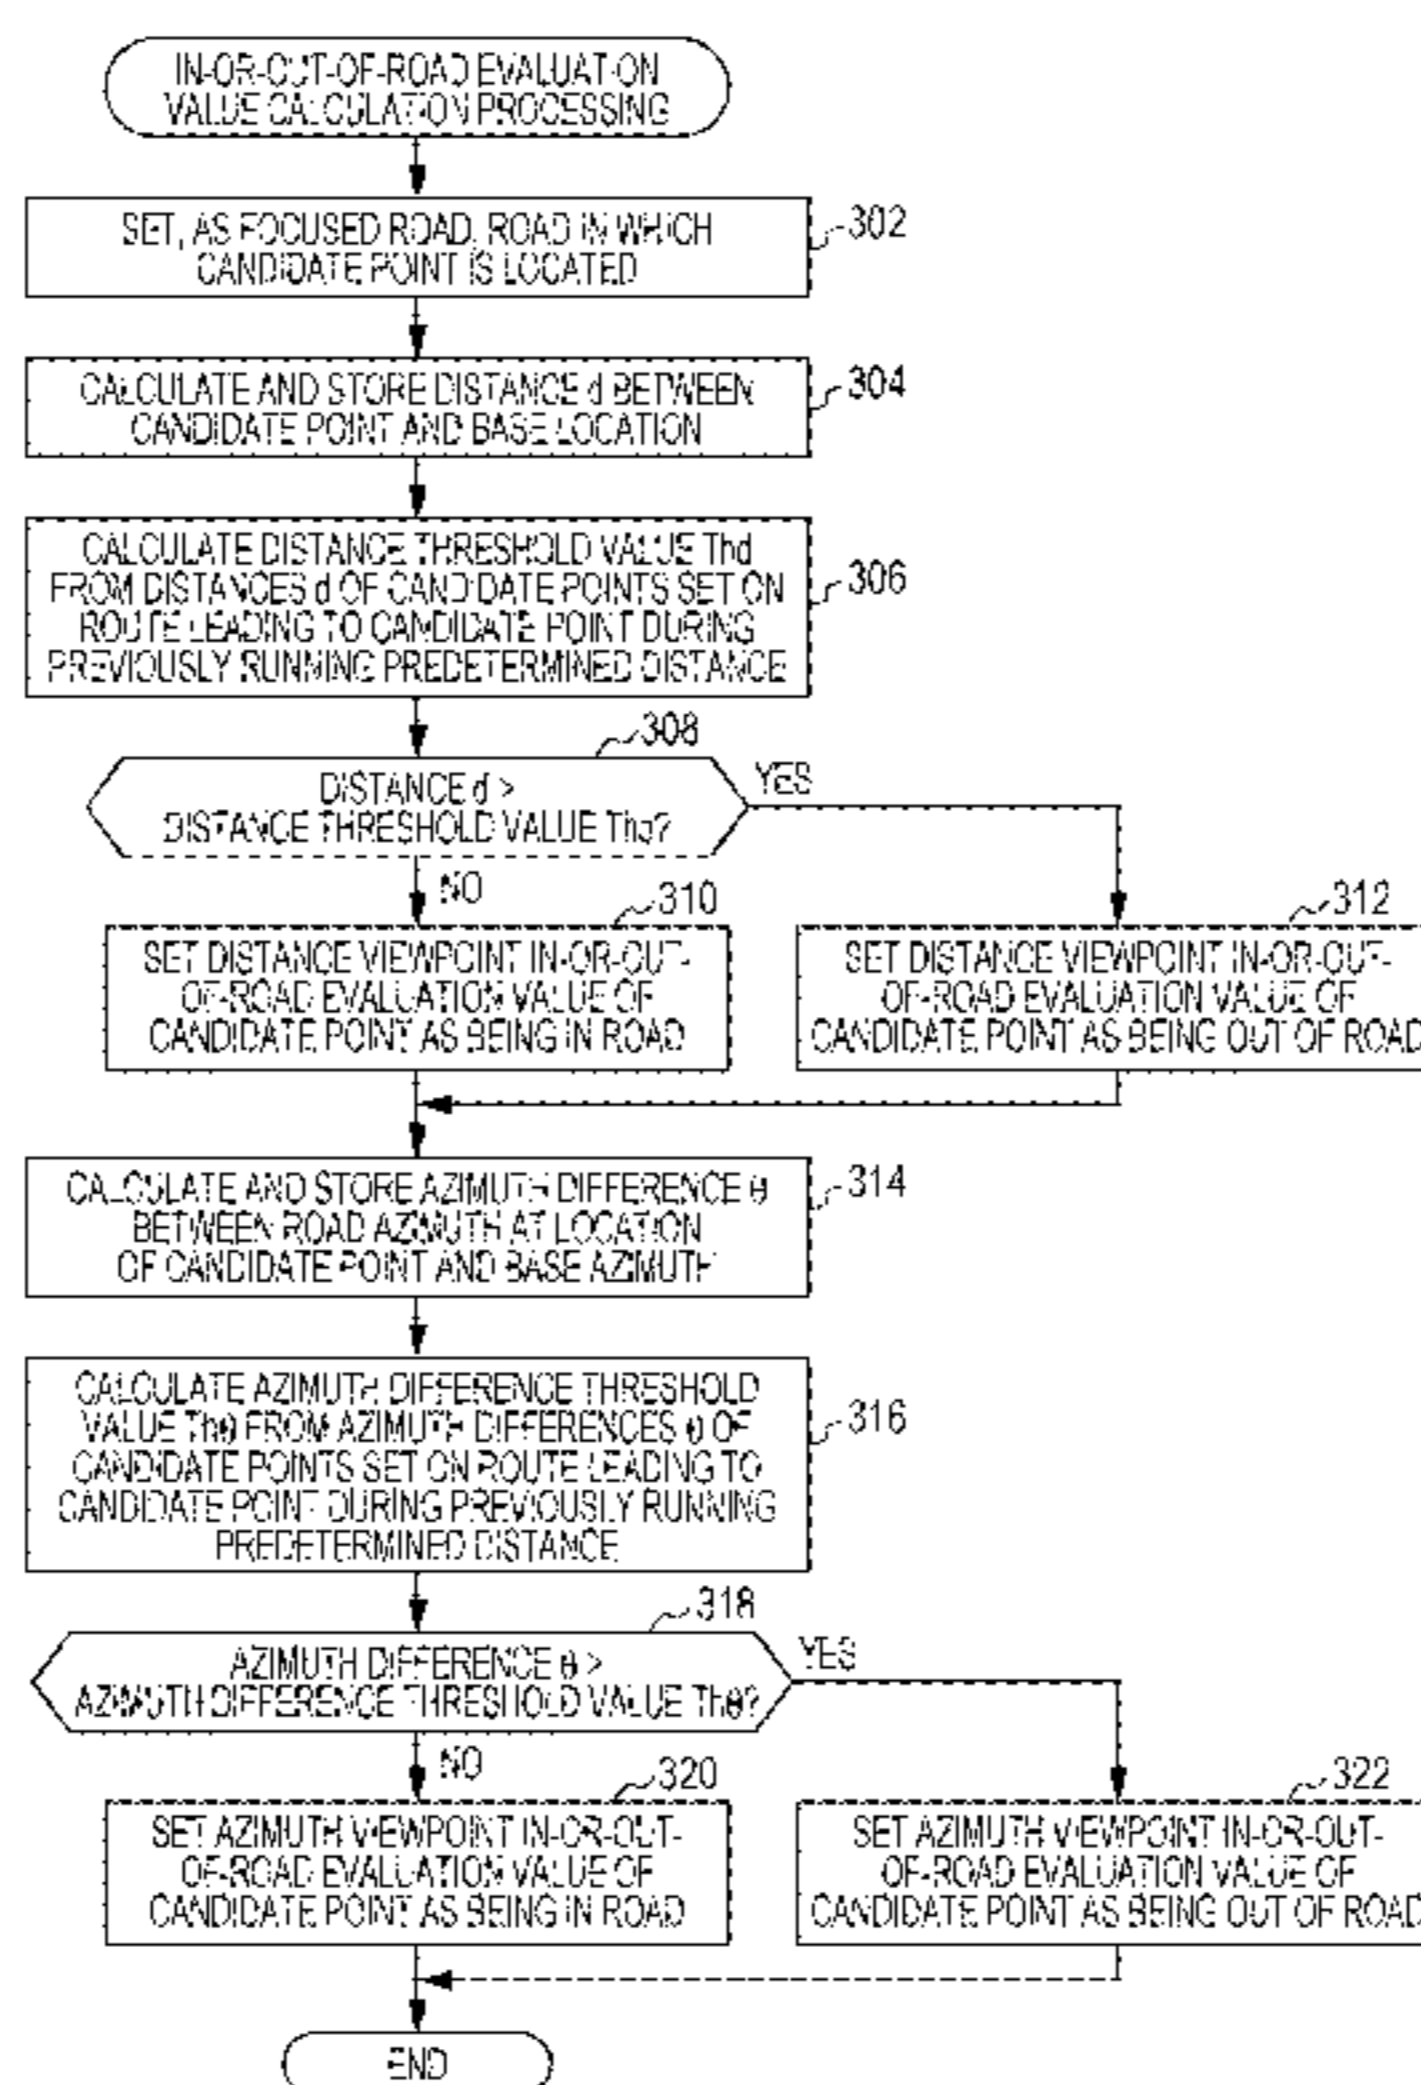 IN-OR-OUT-OF-ROAD EVALUATION
VALUE CALCULATION PROCESSING
SET, AS FOCUSED ROAD, ROAD IN WHICH
CANDIDATE POINT IS LOCATED
302
CALCULATE AND STORE DISTANCE d BETWEEN
CANDIDATE POINT AND BASE LOCATION
304
CALCULATE DISTANCE THRESHOLD VALUE Thd
FROM DISTANCES d OF CANDIDATE POINTS SET ON
ROUTE LEADING TO CANDIDATE POINT DURING
PREVIOUSLY RUNNING PREDETERMINED DISTANCE
306
308
DISTANCE d >
DISTANCE THRESHOLD VALUE Thd?
YES
NO
310
SET DISTANCE VIEWPOINT IN-OR-OUT-
OF-ROAD EVALUATION VALUE OF
CANDIDATE POINT AS BEING IN ROAD
312
SET DISTANCE VIEWPOINT IN-OR-OUT-
OF-ROAD EVALUATION VALUE OF
CANDIDATE POINT AS BEING OUT OF ROAD
CALCULATE AND STORE AZIMUTH DIFFERENCE θ
BETWEEN ROAD AZIMUTH AT LOCATION
OF CANDIDATE POINT AND BASE AZIMUTH
314
CALCULATE AZIMUTH DIFFERENCE THRESHOLD
VALUE Thθ FROM AZIMUTH DIFFERENCES θ OF
CANDIDATE POINTS SET ON ROUTE LEADING TO
CANDIDATE POINT DURING PREVIOUSLY RUNNING
PREDETERMINED DISTANCE
316
318
AZIMUTH DIFFERENCE θ >
AZIMUTH DIFFERENCE THRESHOLD VALUE Thθ?
YES
NO
320
SET AZIMUTH VIEWPOINT IN-OR-OUT-
OF-ROAD EVALUATION VALUE OF
CANDIDATE POINT AS BEING IN ROAD
322
SET AZIMUTH VIEWPOINT IN-OR-OUT-
OF-ROAD EVALUATION VALUE OF
CANDIDATE POINT AS BEING OUT OF ROAD
END